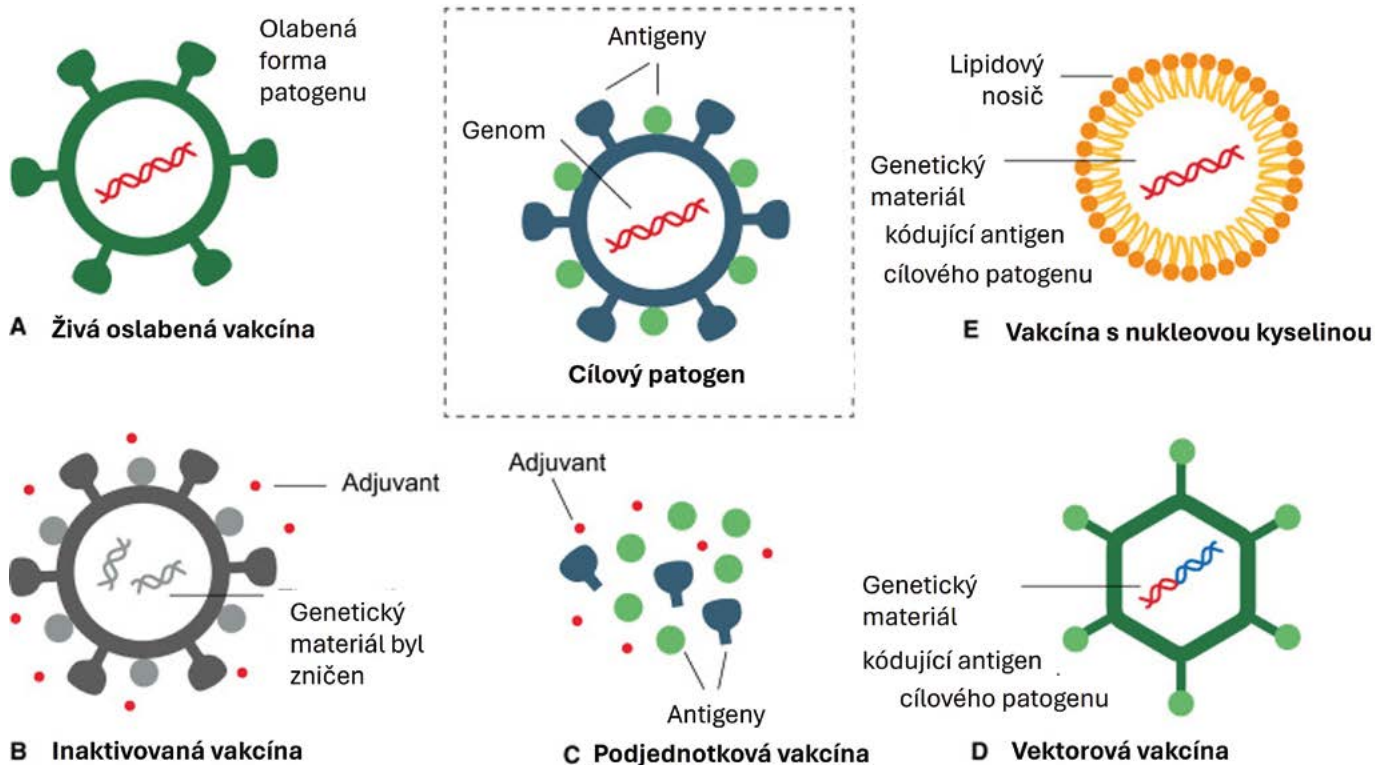 Olabená
forma
patogenu
A Živá oslabená vakcína
Antigeny
Genom
Cílový patogen
Lipidový
nosič
Genetický
materiál
kódující antigen
cílového patogenu
E Vakcína s nukleovou kyselinou
Adjuvant
Genetický
materiál byl
zničen
B Inaktivovaná vakcína
Adjuvant
Antigeny
C Podjednotková vakcína
Genetický
materiál
kódující antigen
cílového patogenu
D Vektorová vakcína